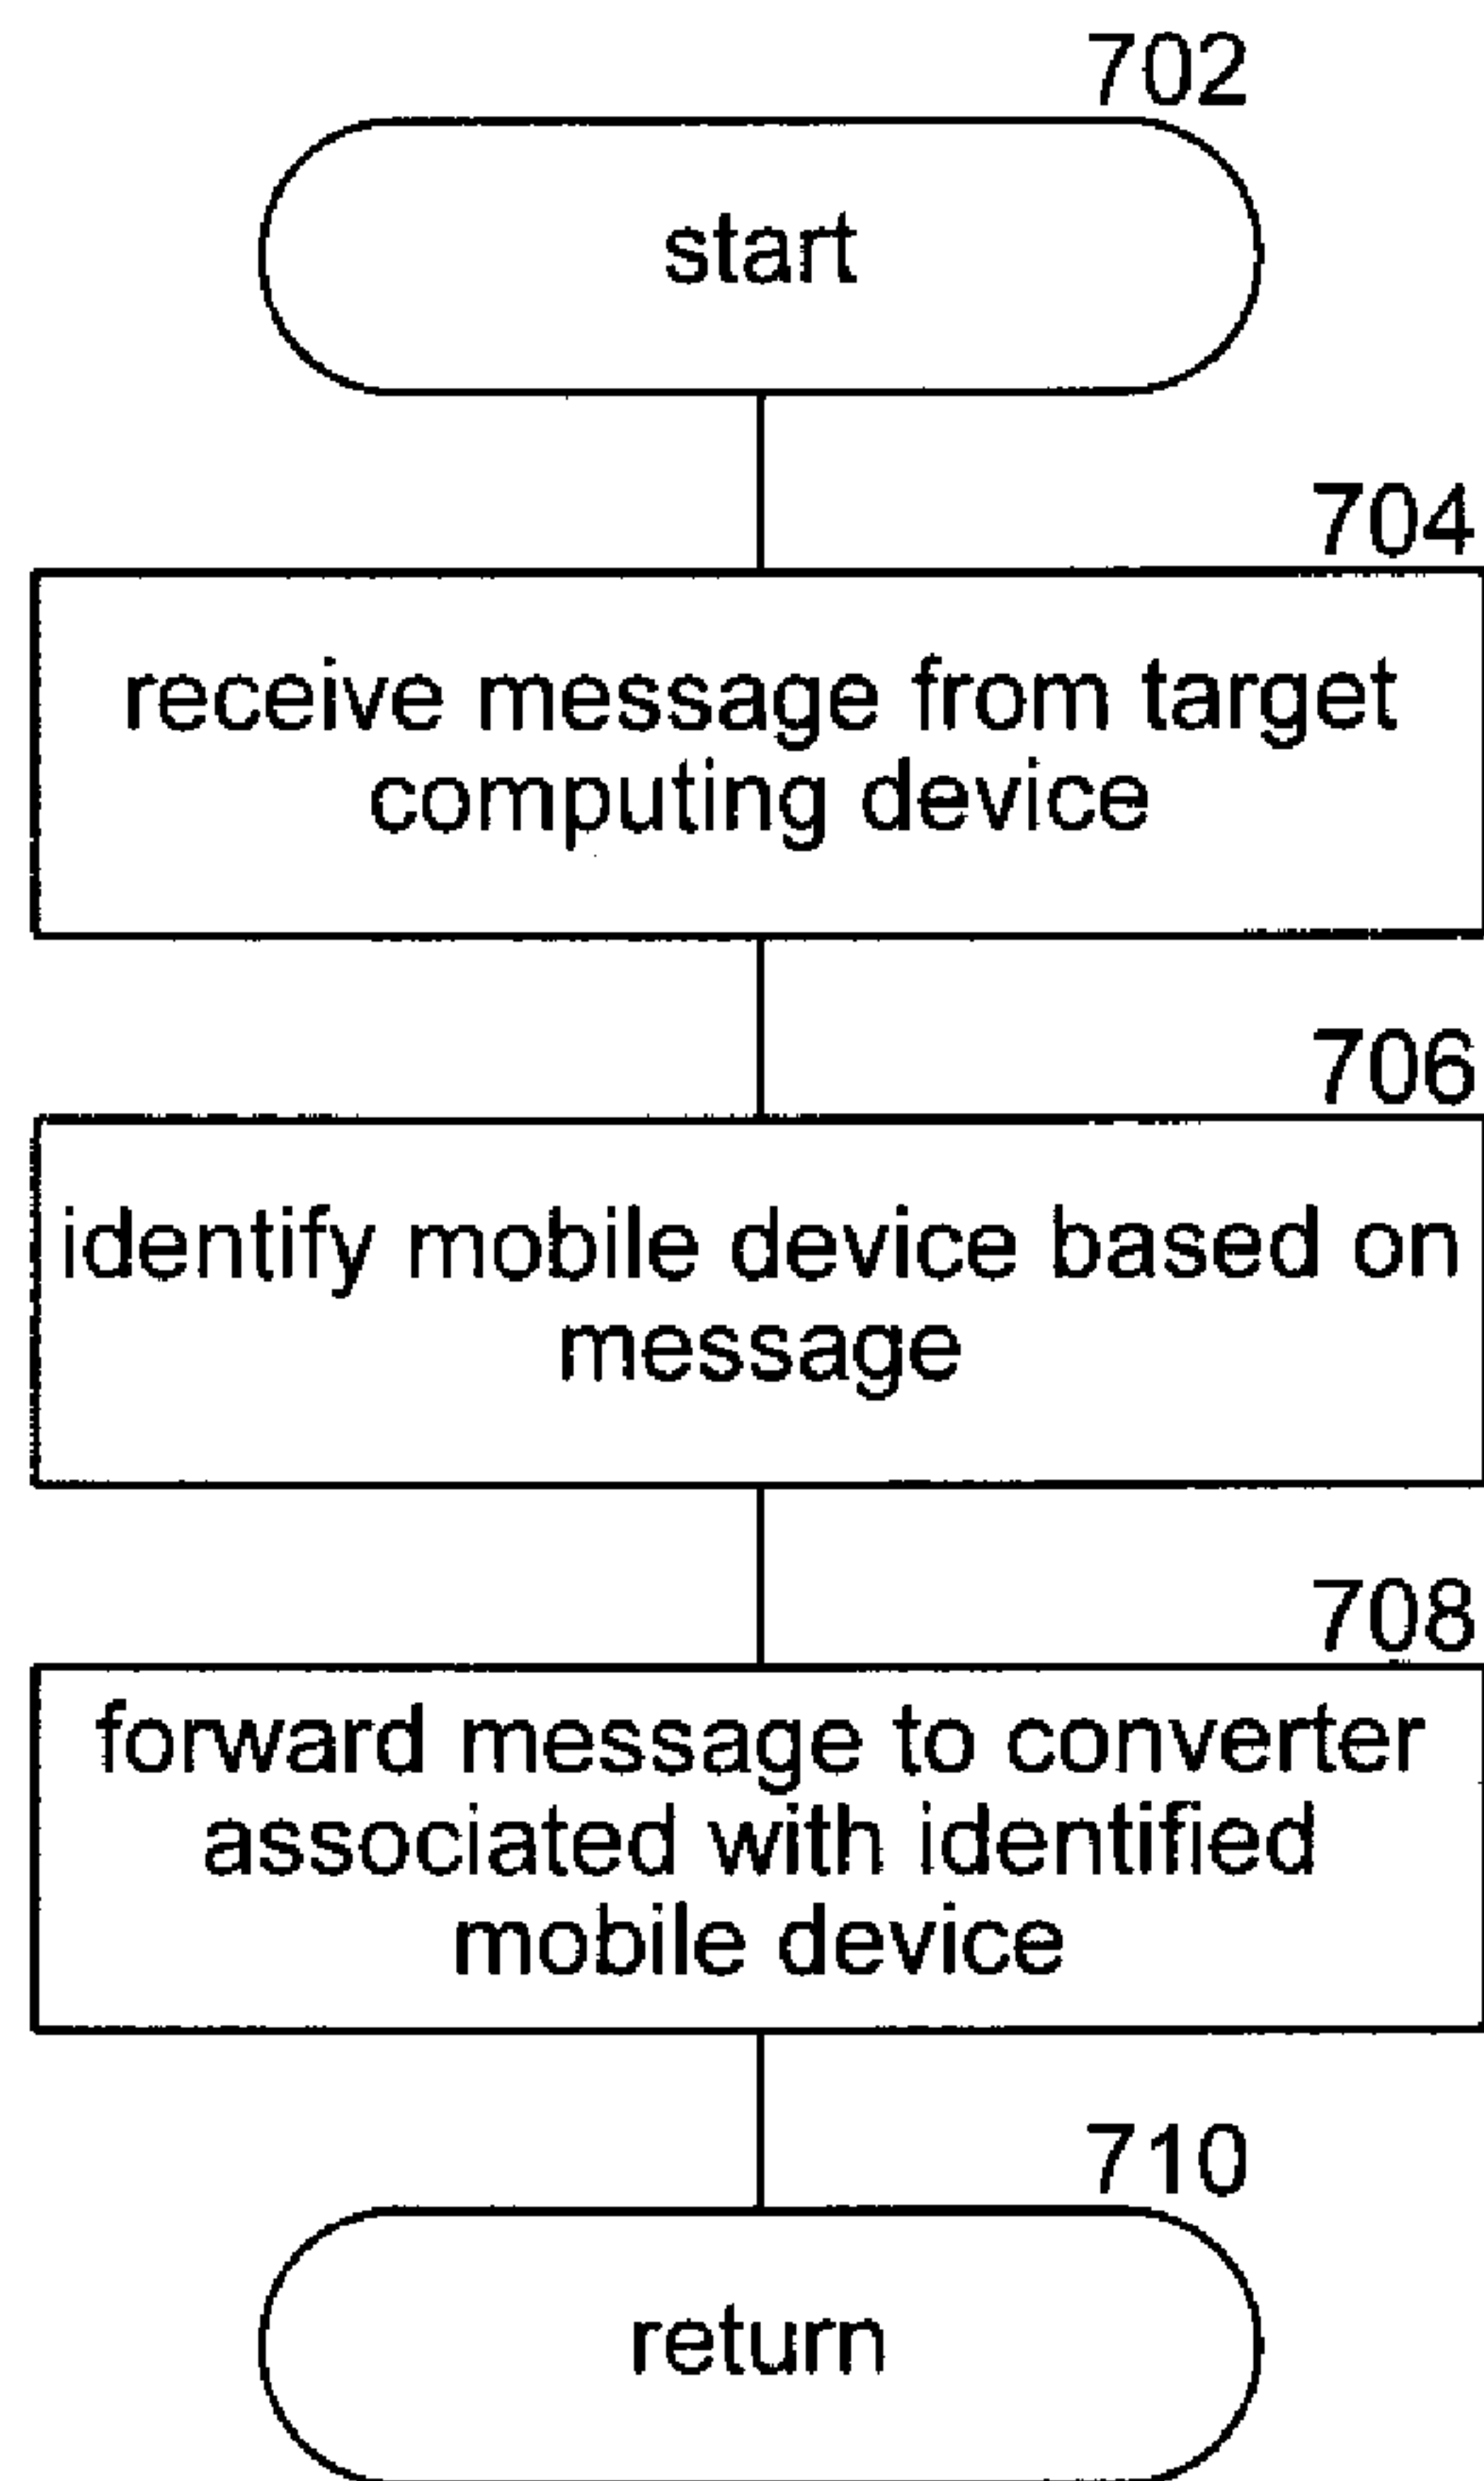 702
start
704
receive message from target
computing device
706
identify mobile device based on
message
708
forward message to converter
associated with identified
mobile device
710
return